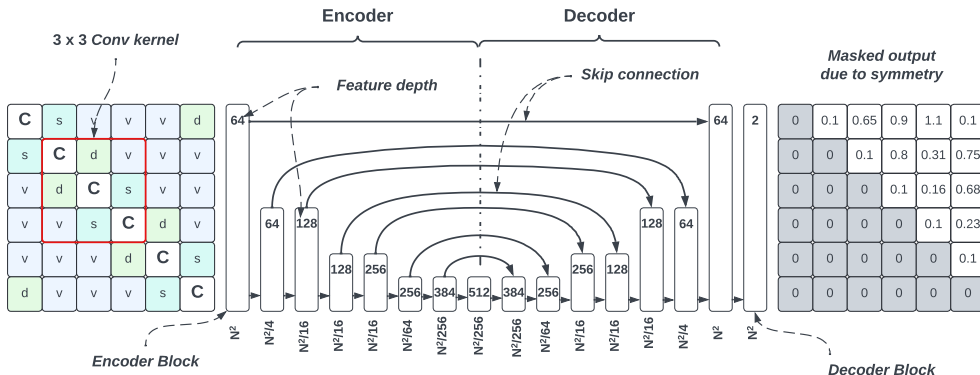 Encoder
Decoder
3 x 3 Conv kernel
Feature depth
Skip connection
Masked output
due to symmetry
C s v v v d
s C d v v v
v d C s v v
v v s C d v
v v v d C s
d v v v s C
64 64 128 128 256 256 384 512 384 256 256 128 128 64 64 2
N²
N²/4
N²/16
N²/16
N²/16
N²/64
N²/256
N²/256
N²/256
N²/64
N²/16
N²/16
N²/16
N²/4
N²
N²
0 0.1 0.65 0.9 1.1 0.1
0 0 0.1 0.8 0.31 0.75
0 0 0 0.1 0.16 0.68
0 0 0 0 0.1 0.23
0 0 0 0 0 0.1
0 0 0 0 0 0
Encoder Block
Decoder Block